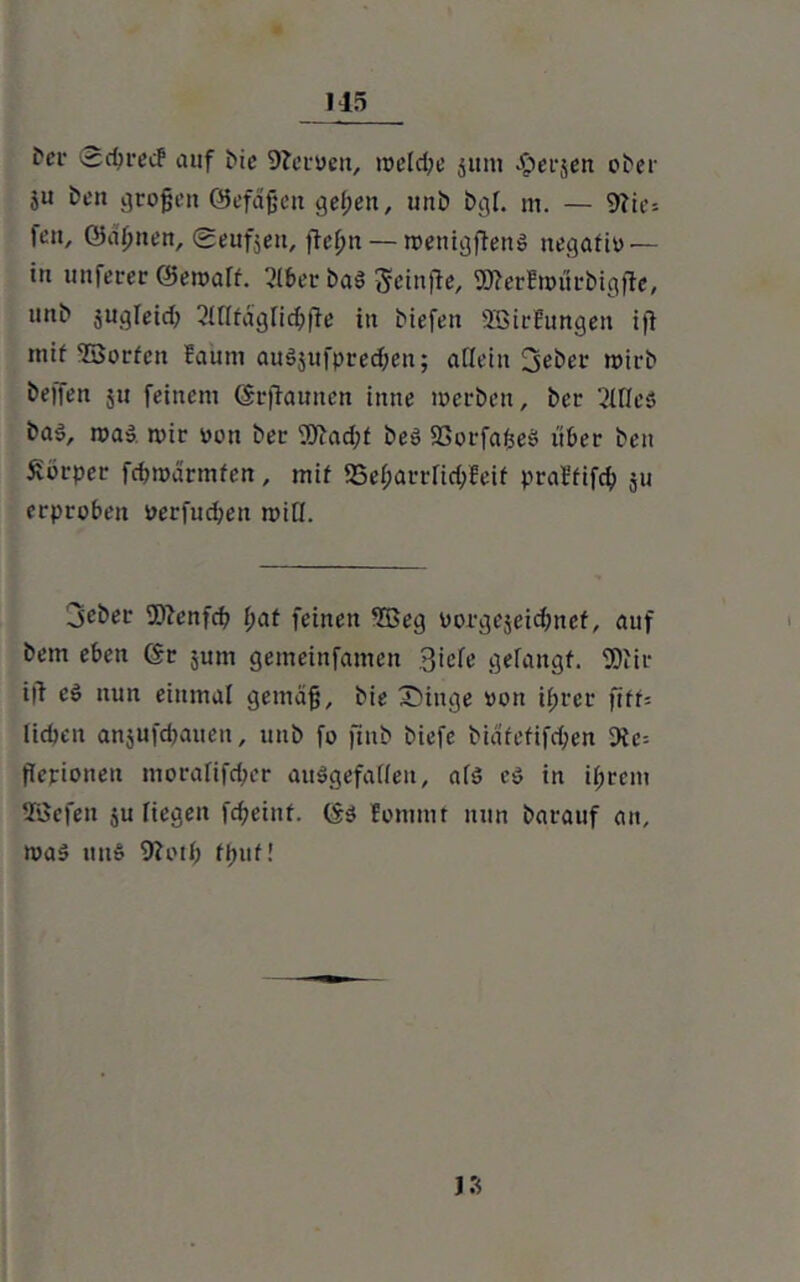 145
der Schreck auf die Nerven, welche zum Herzen oder
zu den großen Gefäßen gehen, und dgl. m. — Nie-
sen, Gähnen, Seufzen, stehn — wenigstens negativ —
in unserer Gewalt. Aber das Feinste, Merkwürdigste,
und zugleich Alltäglichste in diesen Wirkungen ist
mit Worten kaum auszusprechen; allein Jeder wird
dessen zu seinem Erstaunen inne werden, der Alles
das, was wir von der Macht des Vorsatzes über den
Körper schwärmten, mit Beharrlichkeit praktisch zu
erproben versuchen will.
Jeder Mensch hat seinen Weg vorgezeichnet, auf
dem eben Er zum gemeinsamen Ziele gelangt. Mir
ist es nun einmal gemäß, die Dinge von ihrer sitt-
lichen anzuschauen, und so sind diese diätetischen Re-
flexionen moralischer ausgefallen, als es in ihrem
Wesen zu liegen scheint. Es kommt nun darauf an,
was uns Noth thut!
13